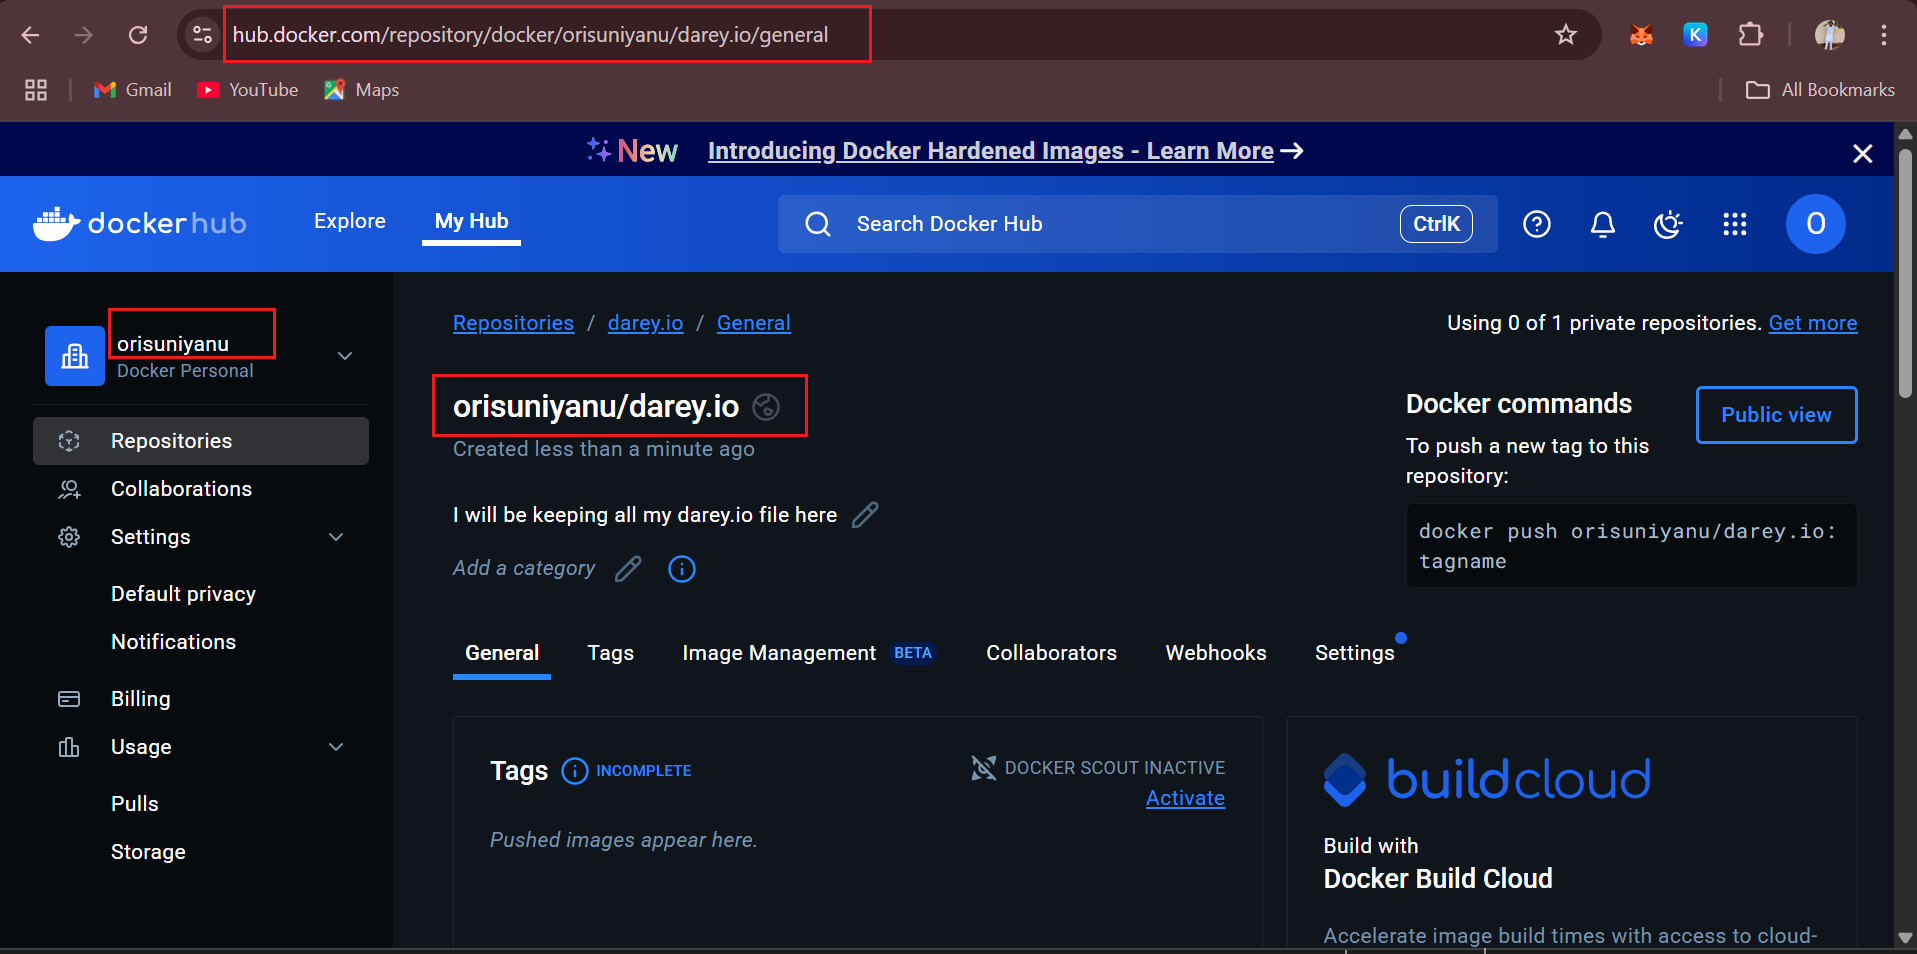 hub.docker.com/repository/docker/orisuniyanu/darey.io/general
K
Gmail
YouTube
Maps
All Bookmarks
New
Introducing Docker Hardened Images - Learn More
dockerhub
Explore
My Hub
Search Docker Hub
CtrlK
O
orisuniyanu
Docker Personal
Repositories
Collaborations
Settings
Default privacy
Notifications
Billing
Usage
Pulls
Storage
Repositories / darey.io / General
Using 0 of 1 private repositories. Get more
orisuniyanu/darey.io
Created less than a minute ago
I will be keeping all my darey.io file here
Add a category
Docker commands
Public view
To push a new tag to this
repository:
docker push orisuniyanu/darey.io:
tagname
General
Tags
Image Management BETA
Collaborators
Webhooks
Settings
Tags
INCOMPLETE
DOCKER SCOUT INACTIVE
Activate
Pushed images appear here.
buildcloud
Build with
Docker Build Cloud
Accelerate image build times with access to cloud-